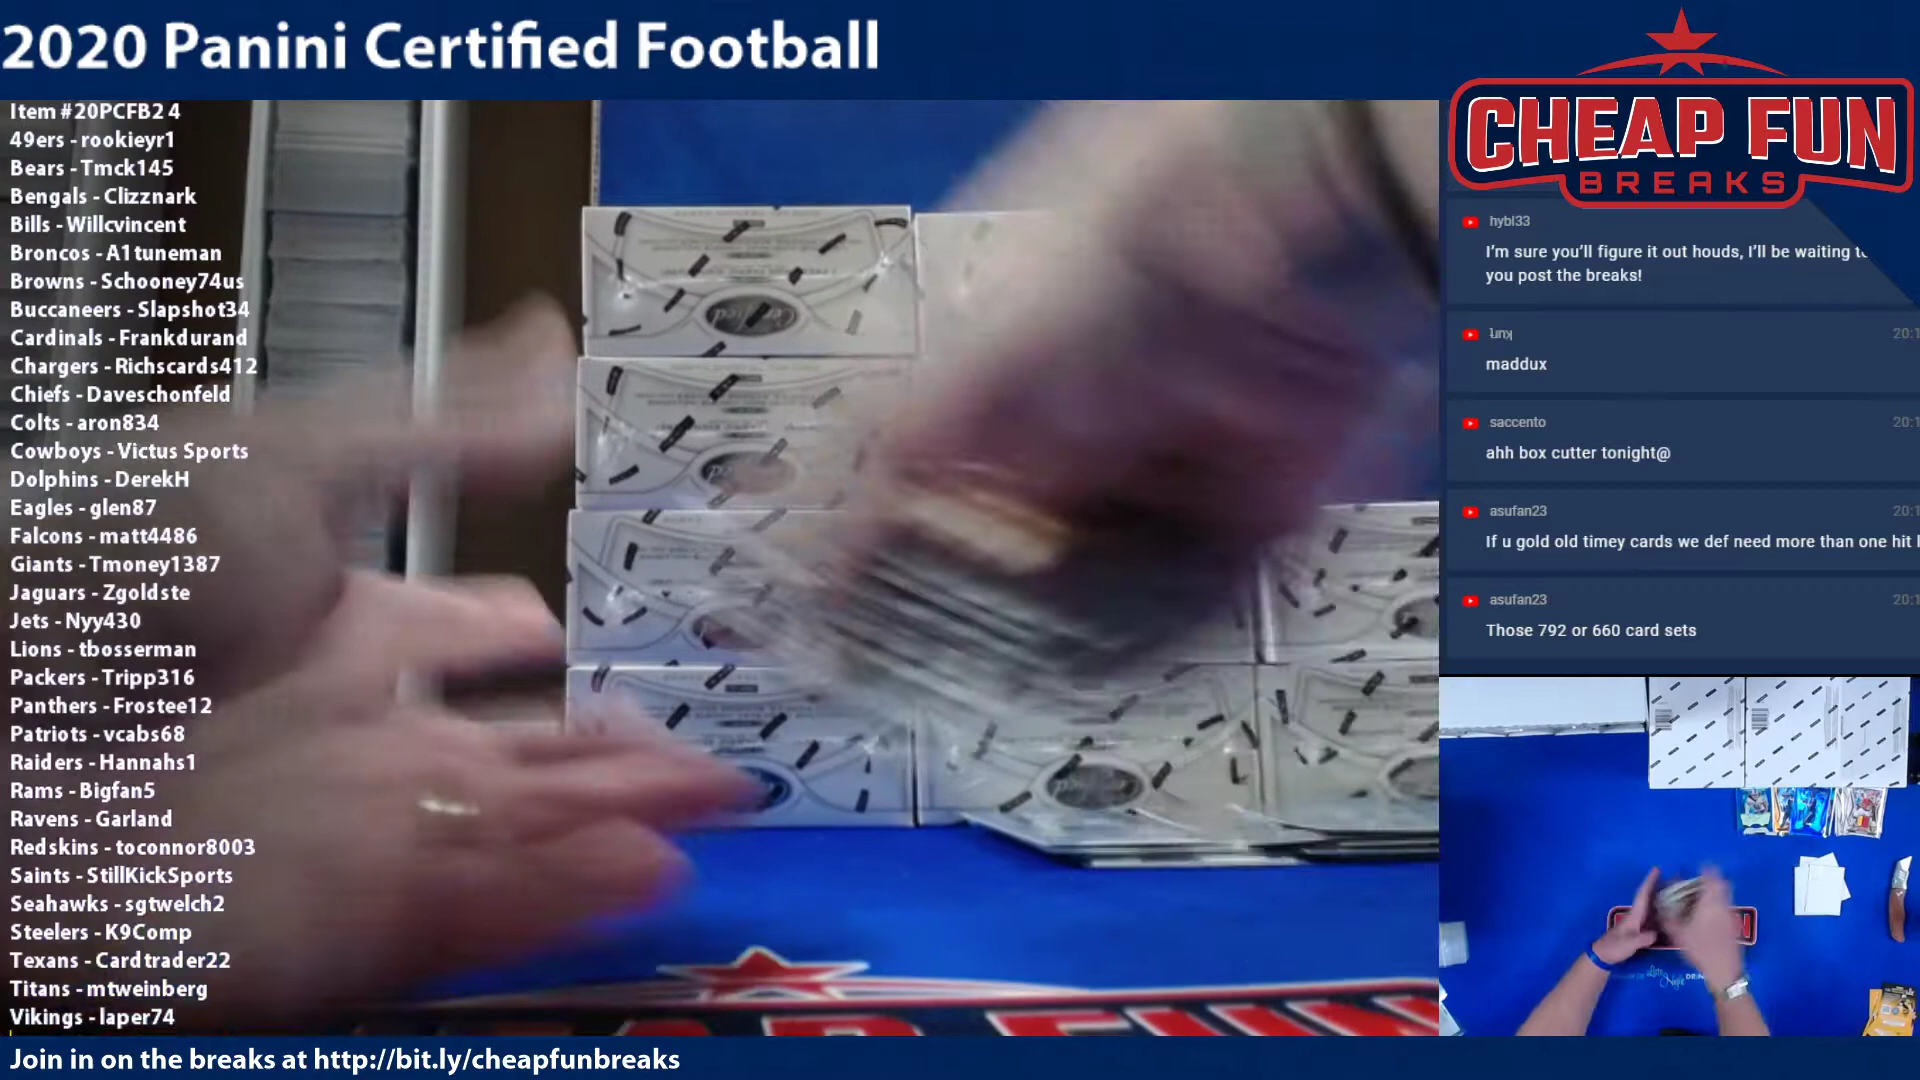 2020 Panini Certified Football
Item #20PCFB2 4
49ers - rookieyr1
Bears - Tmck145
Bengals - Clizznark
Bills - Willcvincent
Broncos - A1tuneman
Browns - Schooney74us
Buccaneers - Slapshot34
Cardinals - Frankdurand
Chargers - Richscards412
Chiefs - Daveschonfeld
Colts - aron834
Cowboys - Victus Sports
Dolphins - DerekH
Eagles - glen87
Falcons - matt4486
Giants - Tmoney1387
Jaguars - Zgoldste
Jets - Nyy430
Lions - tbosserman
Packers - Tripp316
Panthers - Frostee12
Patriots - vcabs68
Raiders - Hannahs1
Rams - Bigfan5
Ravens - Garland
Redskins - toconnor8003
Saints - StillKickSports
Seahawks - sgtwelch2
Steelers - K9Comp
Texans - Cardtrader22
Titans - mtweinberg
Vikings - laper74
Join in on the breaks at http://bit.ly/cheapfunbreaks
CHEAP FUN
BREAKS
hybl33
I'm sure you'll figure it out houds, I'll be waiting
you post the breaks!
maddux
saccento
ahh box cutter tonight@
asufan23
If u gold old timey cards we def need more than one hit
asufan23
Those 792 or 660 card sets
Certified